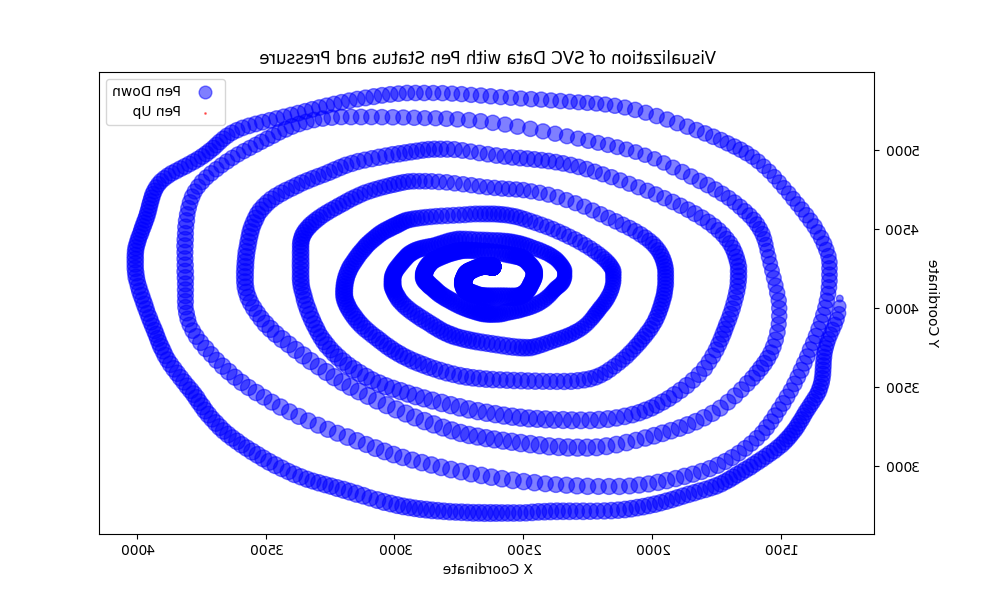 Visualization of SVC Data with Pen Status and Pressure
Pen Down
Pen Up
5000
4500
4000
3500
3000
Y Coordinate
4000 3500 3000 2500 2000 1500
X Coordinate